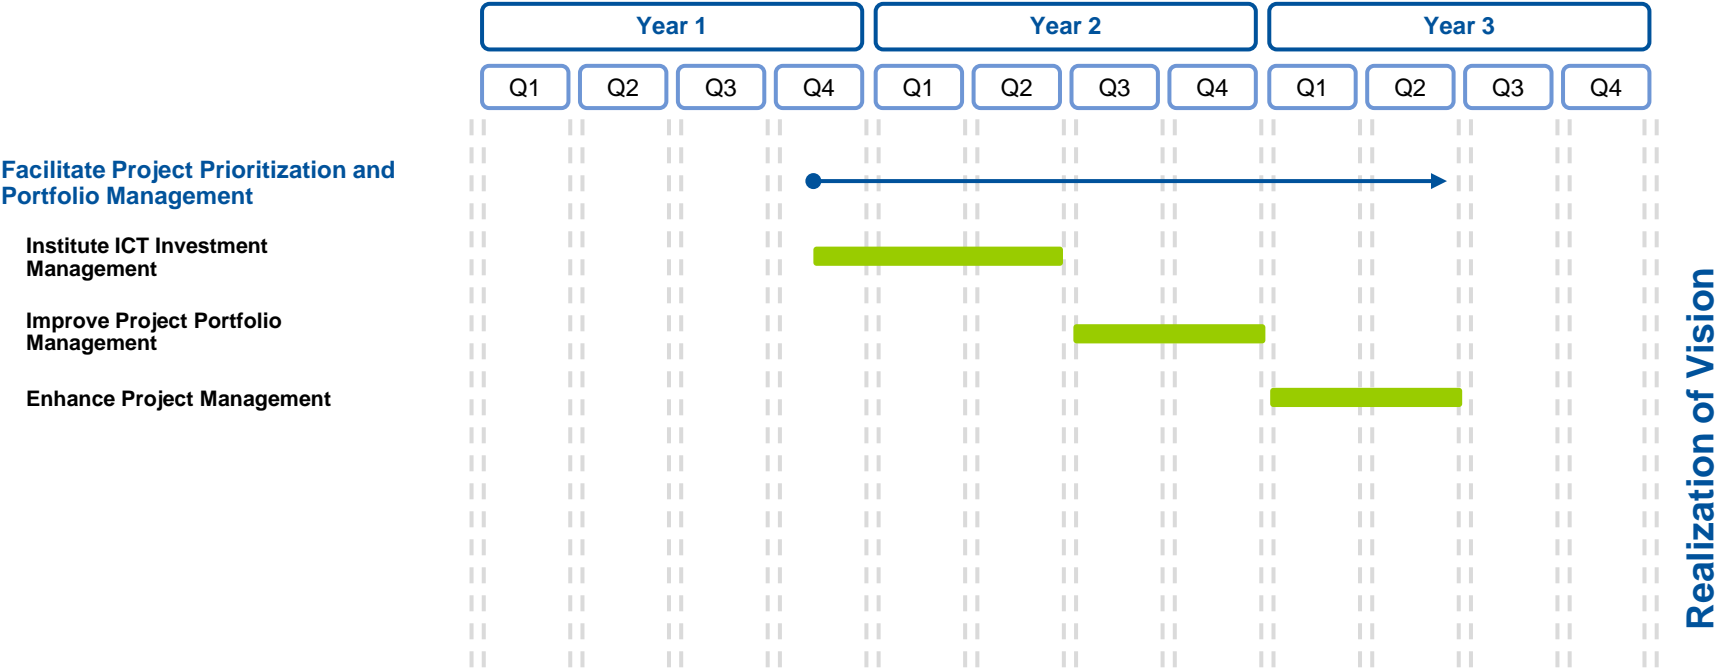 Year 1
Year 2
Year 3
Q1
Q2
Q3
Q4
Q1
Q2
Q3
Q4
Q1
Q2
Q3
Q4
Facilitate Project Prioritization and
Portfolio Management
Institute ICT Investment
Management
Improve Project Portfolio
Management
Enhance Project Management
Realization of Vision